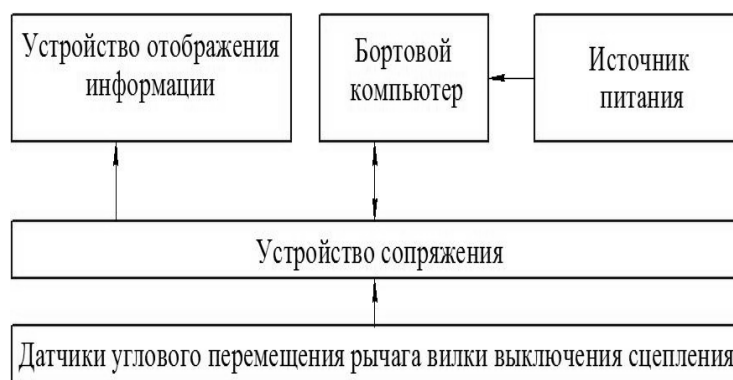 Устройство отображения
информации
Бортовой
компьютер
Источник
питания
Устройство сопряжения
Датчики углового перемещения рычага вилки выключения сцепления